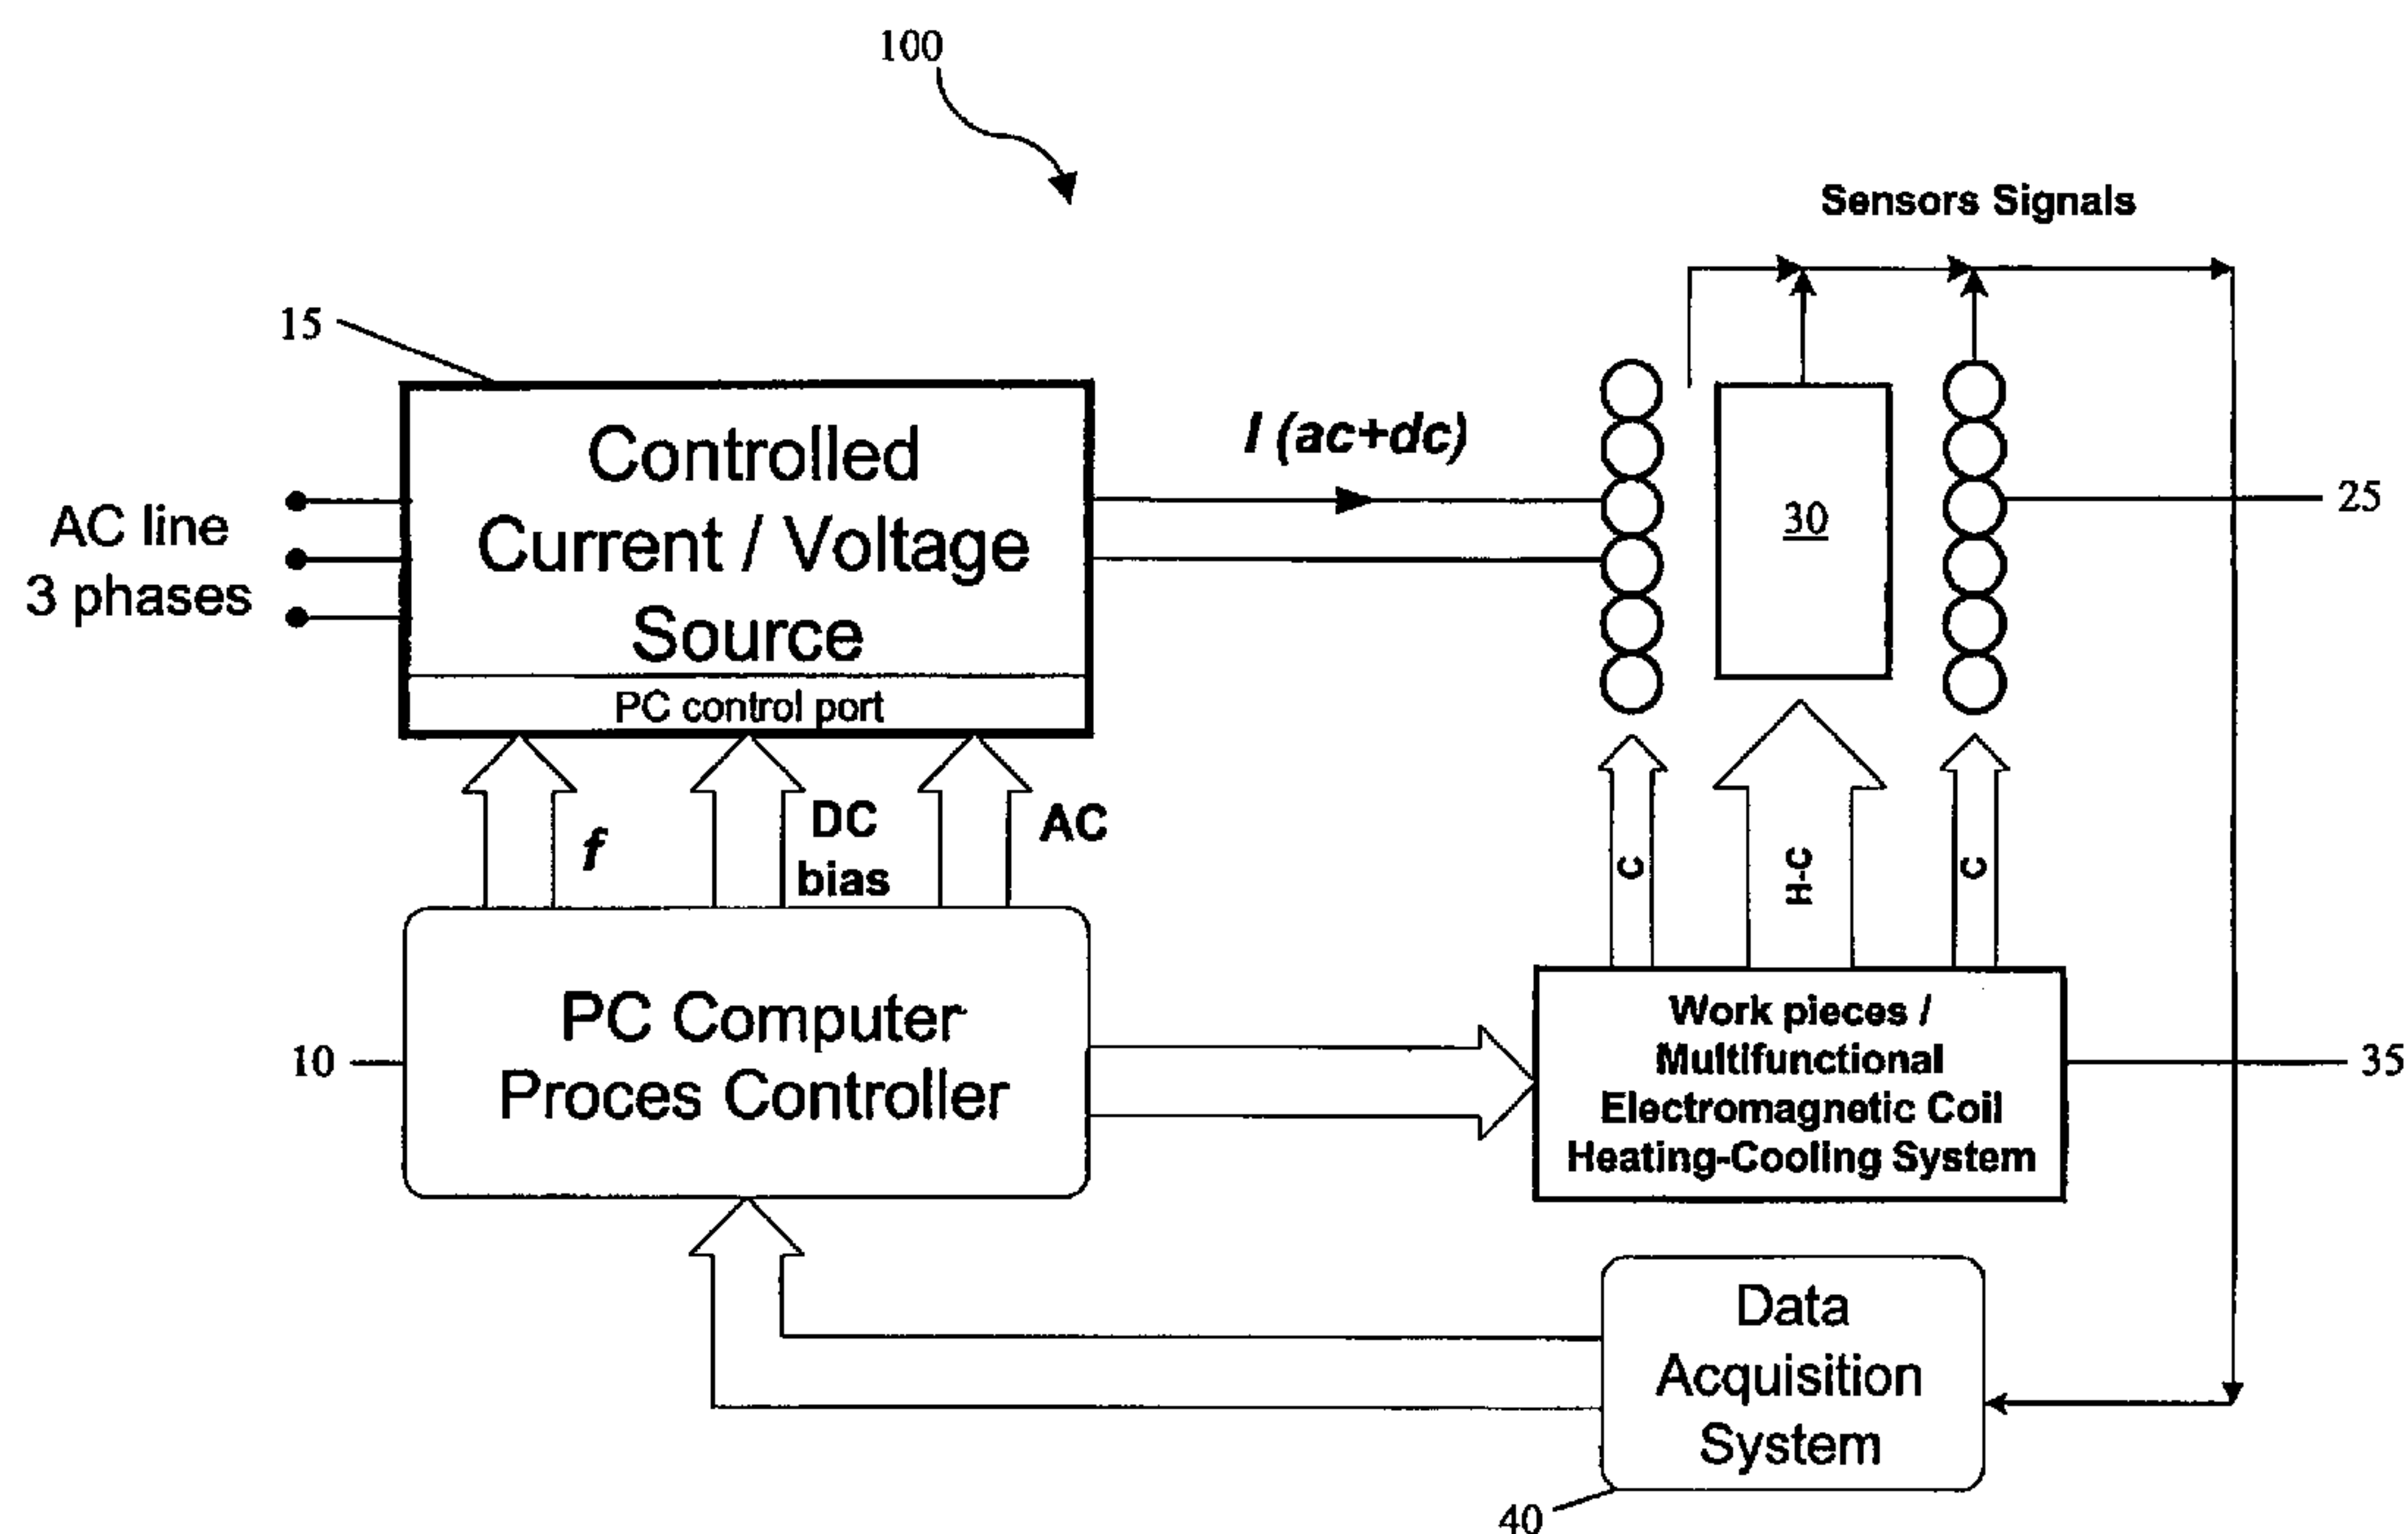 100
Sensors Signals
15
Controlled
Current / Voltage
Source
PC control port
AC line
3 phases
I (ac+dc)
30
25
f
DC
bias
AC
C
H-C
C
10
PC Computer
Proces Controller
Work pieces /
Multifunctional
Electromagnetic Coil
Heating-Cooling System
35
Data
Acquisition
System
40